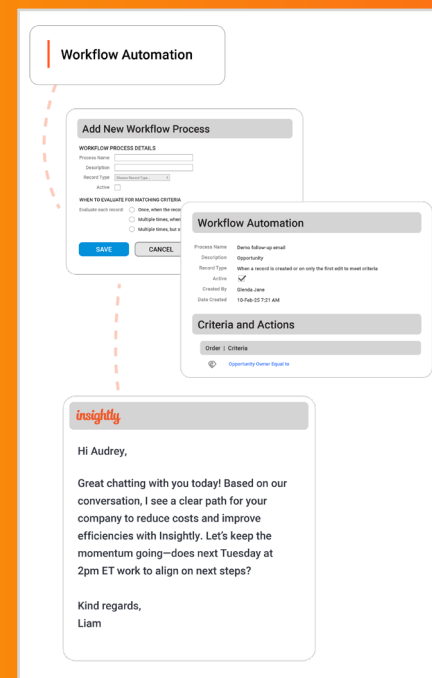 Workflow Automation
Add New Workflow Process
WORKFLOW PROCESS DETAILS
Process Name
Description
Record Type
Active
WHEN TO EVALUATE FOR MATCHING CRITERIA
Evaluate each record: Once, when the
Multiple times, when
Multiple times, but
SAVE CANCEL
Workflow Automation
Process Name Demo follow-up email
Description Opportunity
Record Type When a record is created or on only the first edit to meet criteria
Active
Created By Glenda Jane
Date Created 10-Feb-25 7:21 AM
Criteria and Actions
Order | Criteria
Opportunity Owner Equal to
insightly
Hi Audrey,
Great chatting with you today! Based on our
conversation, I see a clear path for your
company to reduce costs and improve
efficiencies with Insightly. Let’s keep the
momentum going—does next Tuesday at
2pm ET work to align on next steps?
Kind regards,
Liam